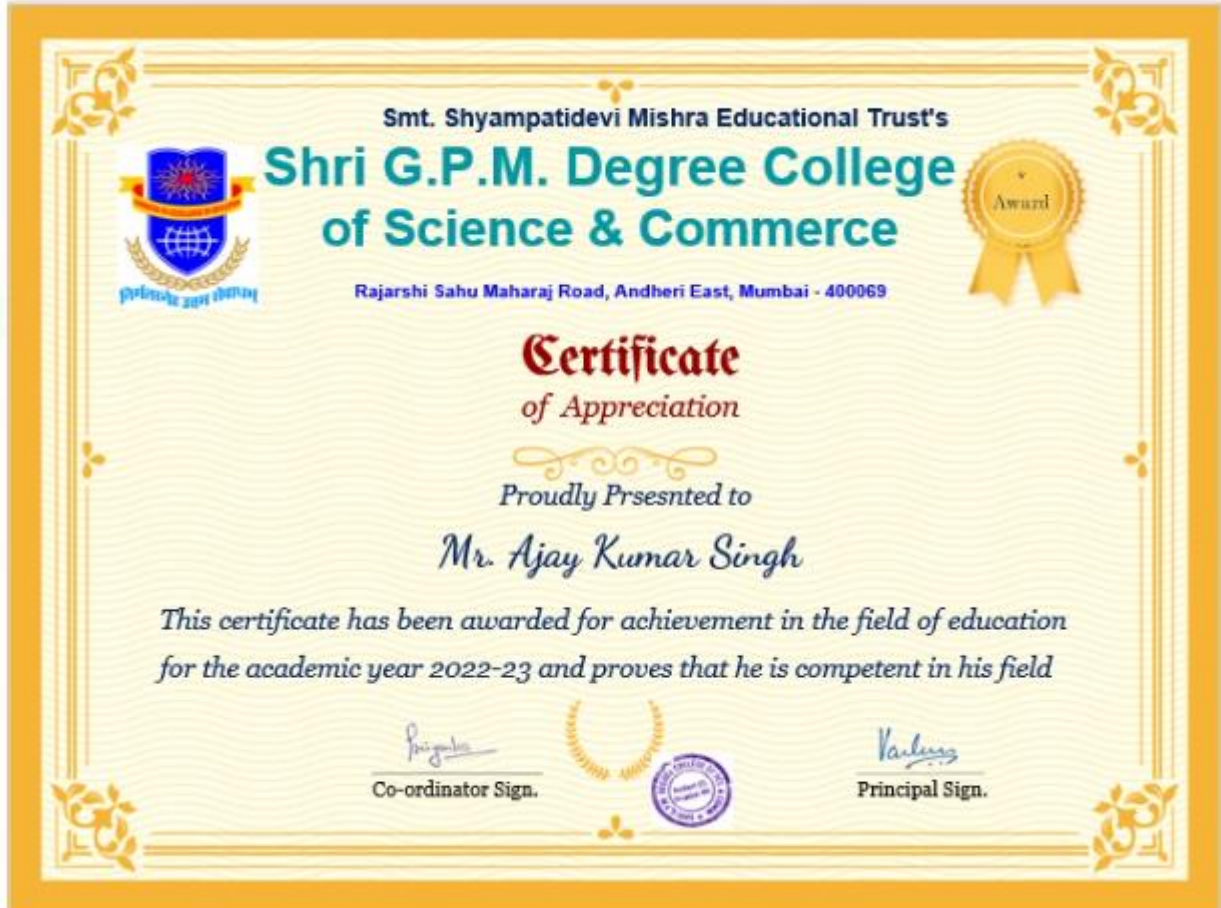 Smt. Shyampatidevi Mishra Educational Trust's
Shri G.P.M. Degree College
of Science & Commerce
Award
Rajarshi Sahu Maharaj Road, Andheri East, Mumbai - 400069
Certificate
of Appreciation
Proudly Prsesnted to
Mr. Ajay Kumar Singh
This certificate has been awarded for achievement in the field of education
for the academic year 2022-23 and proves that he is competent in his field
Co-ordinator Sign.
Principal Sign.